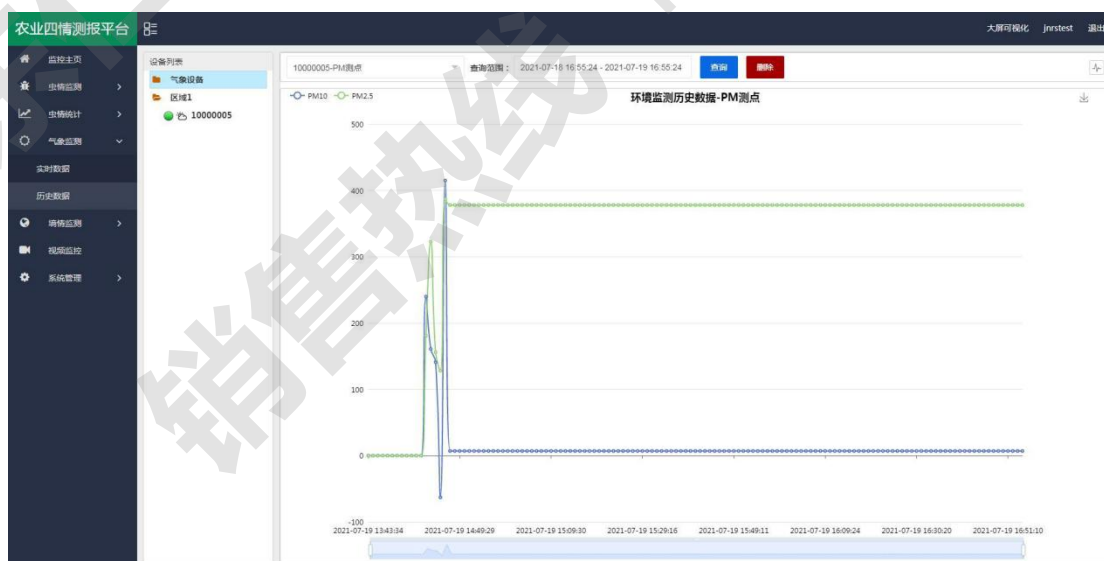 农业四情测报平台
大屏可视化 jnrstest 退出
监控主页
虫情监测
虫情统计
气象监测
实时数据
历史数据
墒情监测
视频监控
系统管理
设备列表
气象设备
区域1
10000005
10000005-PM测点
查询范围： 2021-07-18 16:55:24 - 2021-07-19 16:55:24
查询
删除
PM10 PM2.5
环境监测历史数据-PM测点
500
400
300
200
100
0
-100
2021-07-19 13:43:34 2021-07-19 14:49:29 2021-07-19 15:09:30 2021-07-19 15:29:16 2021-07-19 15:49:11 2021-07-19 16:09:24 2021-07-19 16:30:20 2021-07-19 16:51:10
销售热线